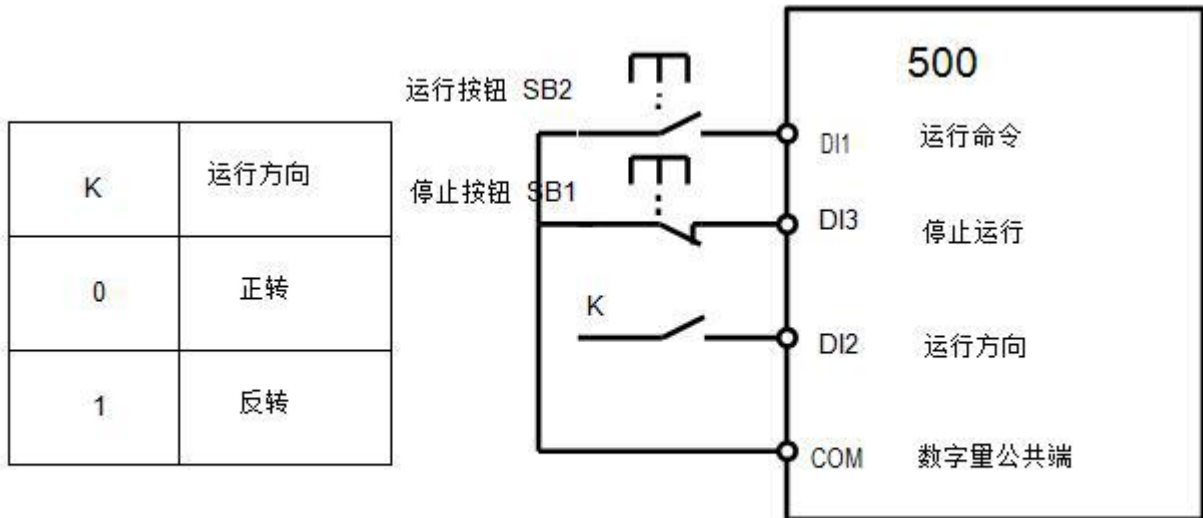 K 运行方向
0 正转
1 反转
运行按钮 SB2
停止按钮 SB1
K
500
DI1 运行命令
DI3 停止运行
DI2 运行方向
COM 数字量公共端